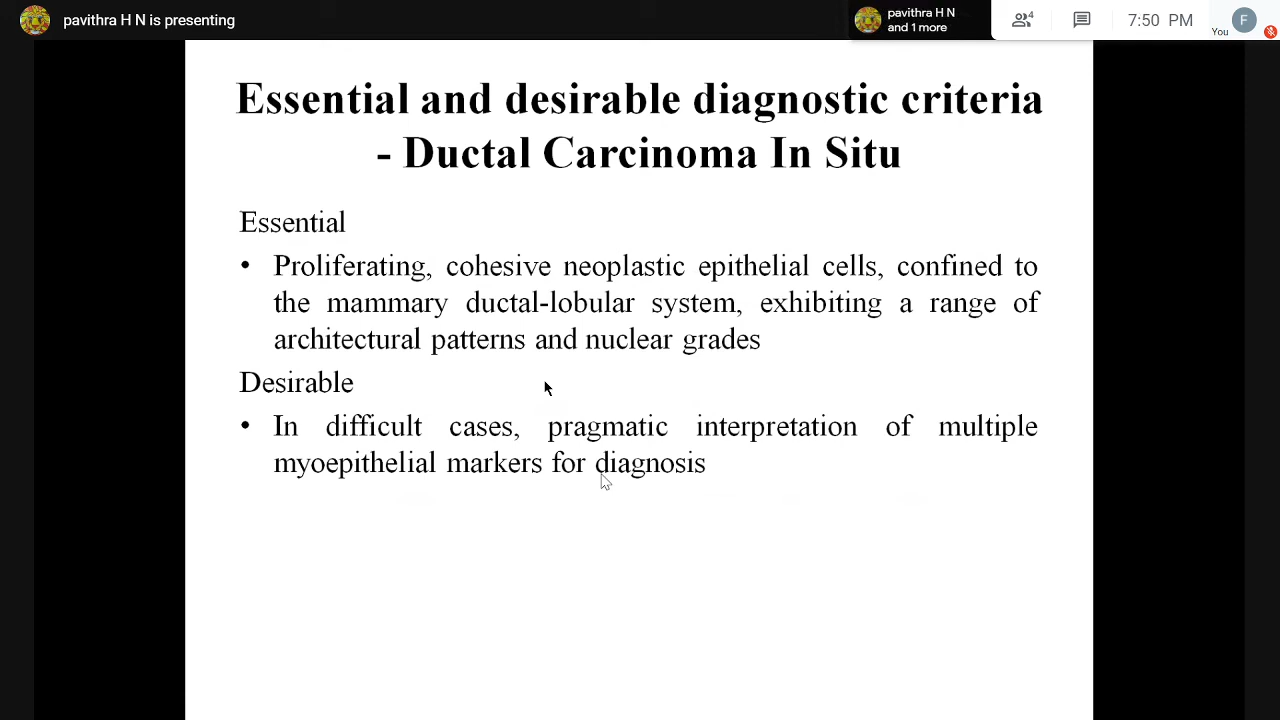 pavithra H N is presenting
pavithra H N
and 1 more
4
7:50 PM
You
F
Essential and desirable diagnostic criteria
- Ductal Carcinoma In Situ
Essential
• Proliferating, cohesive neoplastic epithelial cells, confined to
the mammary ductal-lobular system, exhibiting a range of
architectural patterns and nuclear grades
Desirable
• In difficult cases, pragmatic interpretation of multiple
myoepithelial markers for diagnosis